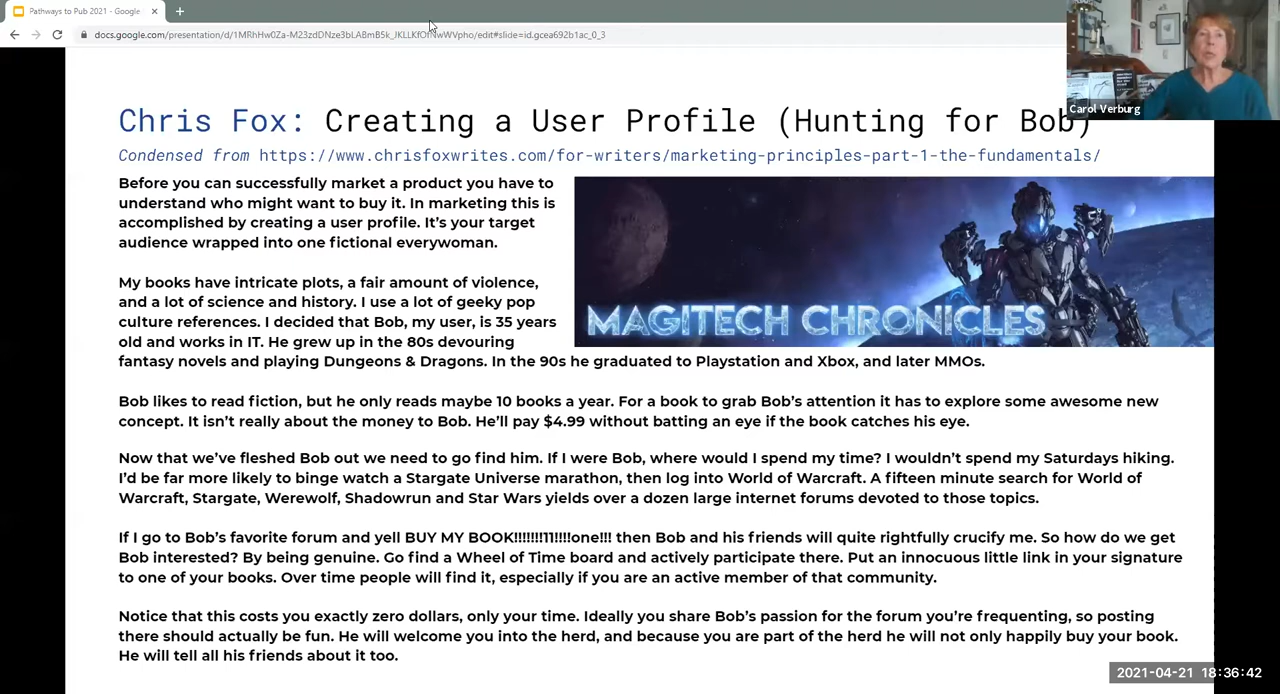 Pathways to Pub 2021 - Google
Carol Verburg
Chris Fox: Creating a User Profile (Hunting for Bob)
Condensed from https://www.chrisfoxwrites.com/for-writers/marketing-principles-part-1-the-fundamentals/
Before you can successfully market a product you have to
understand who might want to buy it. In marketing this is
accomplished by creating a user profile. It’s your target
audience wrapped into one fictional everywoman.
My books have intricate plots, a fair amount of violence,
and a lot of science and history. I use a lot of geeky pop
culture references. I decided that Bob, my user, is 35 years
old and works in IT. He grew up in the 80s devouring
fantasy novels and playing Dungeons & Dragons. In the 90s he graduated to Playstation and Xbox, and later MMOs.
MAGITECH CHRONICLES
Bob likes to read fiction, but he only reads maybe 10 books a year. For a book to grab Bob’s attention it has to explore some awesome new
concept. It isn’t really about the money to Bob. He’ll pay $4.99 without batting an eye if the book catches his eye.
Now that we’ve fleshed Bob out we need to go find him. If I were Bob, where would I spend my time? I wouldn’t spend my Saturdays hiking.
I’d be far more likely to binge watch a Stargate Universe marathon, then log into World of Warcraft. A fifteen minute search for World of
Warcraft, Stargate, Werewolf, Shadowrun and Star Wars yields over a dozen large internet forums devoted to those topics.
If I go to Bob’s favorite forum and yell BUY MY BOOK!!!!!!!!11!!!!one!!! then Bob and his friends will quite rightfully crucify me. So how do we get
Bob interested? By being genuine. Go find a Wheel of Time board and actively participate there. Put an innocuous little link in your signature
to one of your books. Over time people will find it, especially if you are an active member of that community.
Notice that this costs you exactly zero dollars, only your time. Ideally you share Bob’s passion for the forum you’re frequenting, so posting
there should actually be fun. He will welcome you into the herd, and because you are part of the herd he will not only happily buy your book.
He will tell all his friends about it too.
2021-04-21 18:36:42